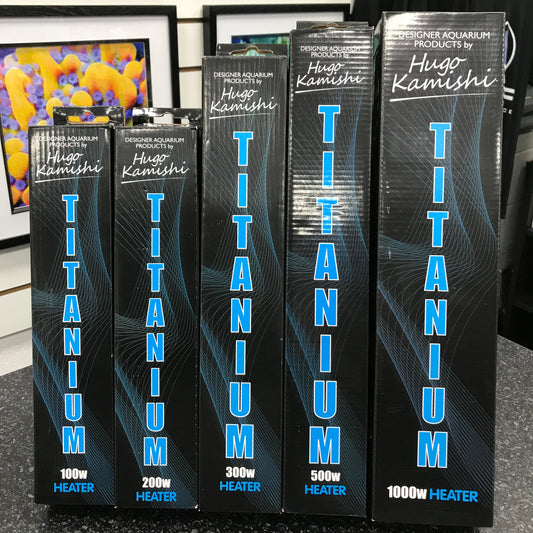 DESIGNER AQUARIUM
PRODUCTS by
Hugo
Kamishi
TITANIUM
100w
HEATER
DESIGNER AQUARIUM
PRODUCTS by
Hugo
Kamishi
TITANIUM
200w
HEATER
DESIGNER AQUARIUM
PRODUCTS by
Hugo
Kamishi
TITANIUM
300w
HEATER
DESIGNER AQUARIUM
PRODUCTS by
Hugo
Kamishi
TITANIUM
500w
HEATER
DESIGNER AQUARIUM
PRODUCTS by
Hugo
Kamishi
TITANIUM
1000w HEATER